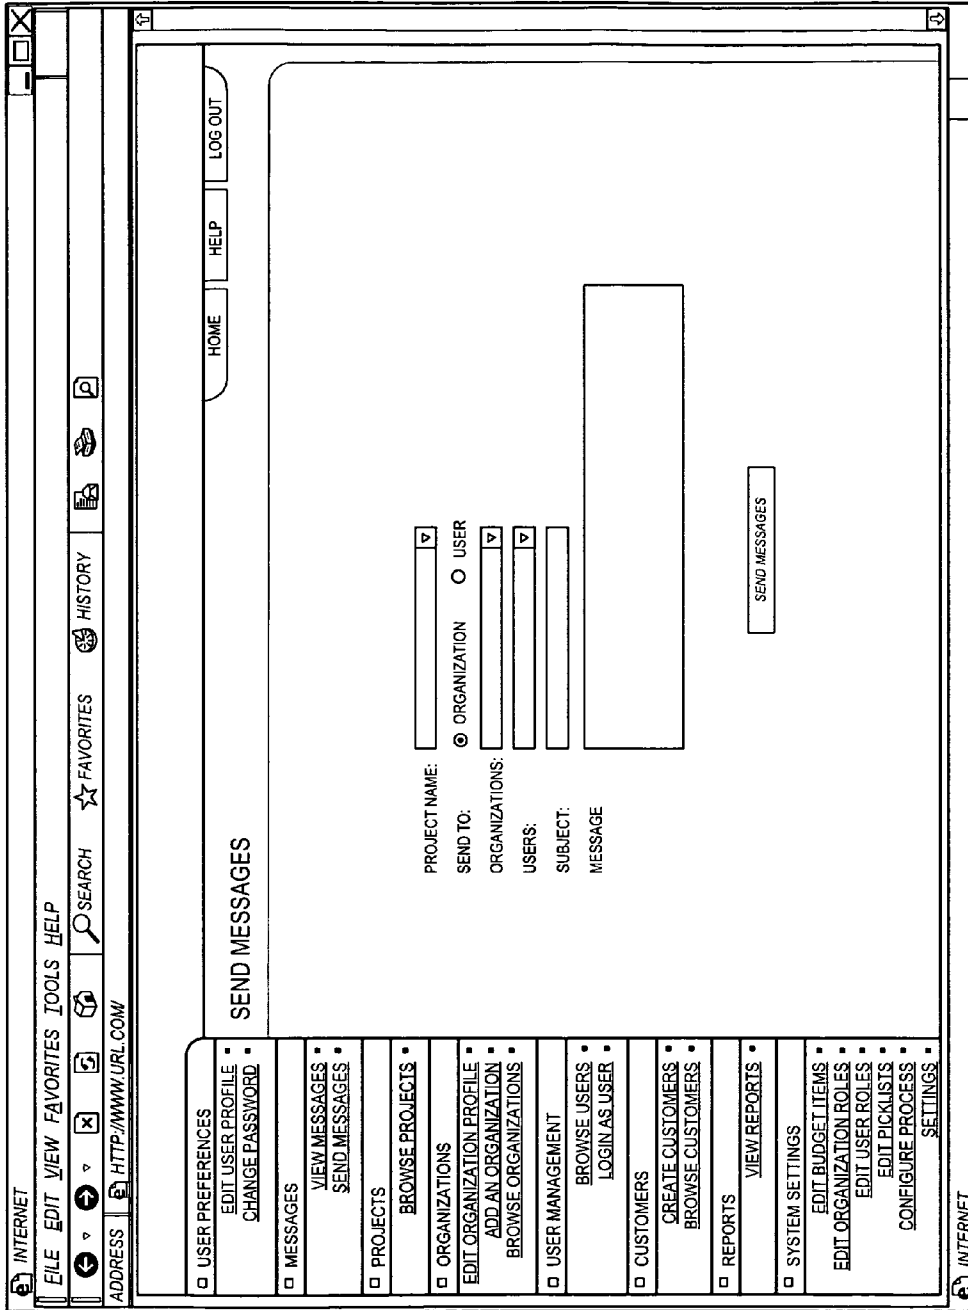 INTERNET
FILE EDIT VIEW FAVORITES TOOLS HELP
SEARCH FAVORITES HISTORY
ADDRESS HTTP://WWW.URL.COM/
HOME HELP LOG OUT
USER PREFERENCES
EDIT USER PROFILE
CHANGE PASSWORD
MESSAGES
VIEW MESSAGES
SEND MESSAGES
PROJECTS
BROWSE PROJECTS
ORGANIZATIONS
EDIT ORGANIZATION PROFILE
ADD AN ORGANIZATION
BROWSE ORGANIZATIONS
USER MANAGEMENT
BROWSE USERS
LOGIN AS USER
CUSTOMERS
CREATE CUSTOMERS
BROWSE CUSTOMERS
REPORTS
VIEW REPORTS
SYSTEM SETTINGS
EDIT BUDGET ITEMS
EDIT ORGANIZATION ROLES
EDIT USER ROLES
EDIT PICKLISTS
CONFIGURE PROCESS
SETTINGS
SEND MESSAGES
PROJECT NAME:
SEND TO: ORGANIZATION USER
ORGANIZATIONS:
USERS:
SUBJECT:
MESSAGE
SEND MESSAGES
INTERNET